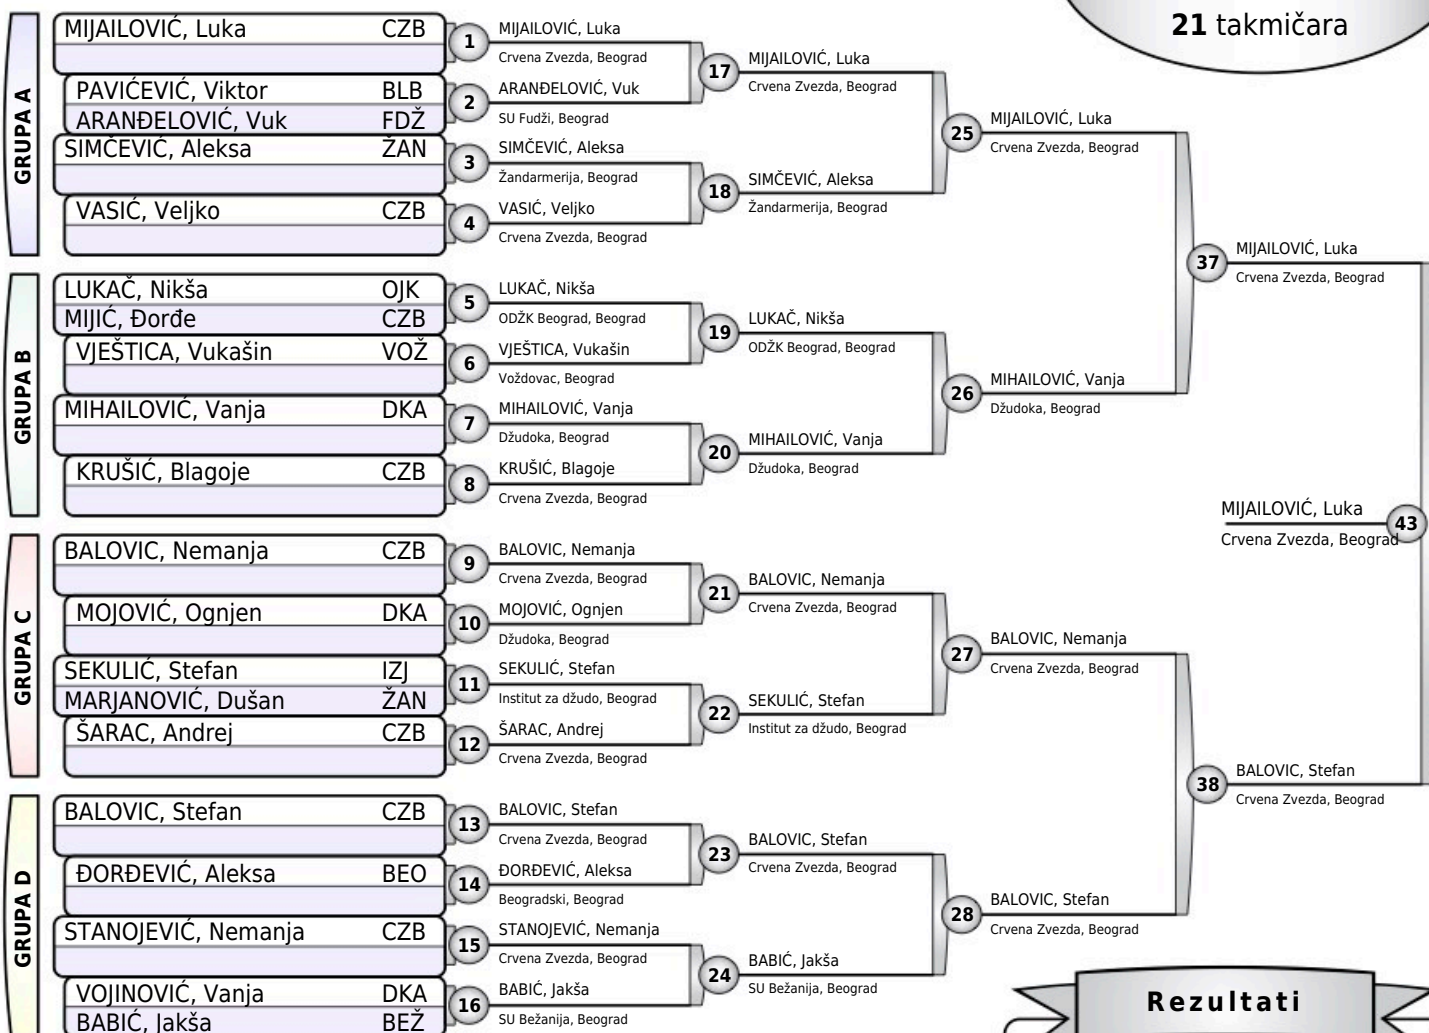 21 takmičara
GRUPA A
MIJAILOVIĆ, Luka CZB
PAVIĆEVIĆ, Viktor BLB
ARANĐELOVIĆ, Vuk FDŽ
SIMČEVIĆ, Aleksa ŽAN
VASIĆ, Veljko CZB
GRUPA B
LUKAČ, Nikša OJK
MIJIĆ, Đorđe CZB
VJEŠTICA, Vukašin VOŽ
MIHAILOVIĆ, Vanja DKA
KRUŠIĆ, Blagoje CZB
GRUPA C
BALOVIC, Nemanja CZB
MOJOVIĆ, Ognjen DKA
SEKULIĆ, Stefan IZJ
MARJANOVIĆ, Dušan ŽAN
ŠARAC, Andrej CZB
GRUPA D
BALOVIC, Stefan CZB
ĐORĐEVIĆ, Aleksa BEO
STANOJEVIĆ, Nemanja CZB
VOJINOVIĆ, Vanja DKA
BABIĆ, Jakša BEŽ
1 MIJAILOVIĆ, Luka
Crvena Zvezda, Beograd
2 ARANĐELOVIĆ, Vuk
SU Fudži, Beograd
3 SIMČEVIĆ, Aleksa
Žandarmerija, Beograd
4 VASIĆ, Veljko
Crvena Zvezda, Beograd
5 LUKAČ, Nikša
ODŽK Beograd, Beograd
6 VJEŠTICA, Vukašin
Voždovac, Beograd
7 MIHAILOVIĆ, Vanja
Džudoka, Beograd
8 KRUŠIĆ, Blagoje
Crvena Zvezda, Beograd
9 BALOVIC, Nemanja
Crvena Zvezda, Beograd
10 MOJOVIĆ, Ognjen
Džudoka, Beograd
11 SEKULIĆ, Stefan
Institut za džudo, Beograd
12 ŠARAC, Andrej
Crvena Zvezda, Beograd
13 BALOVIC, Stefan
Crvena Zvezda, Beograd
14 ĐORĐEVIĆ, Aleksa
Beogradski, Beograd
15 STANOJEVIĆ, Nemanja
Crvena Zvezda, Beograd
16 BABIĆ, Jakša
SU Bežanija, Beograd
17 MIJAILOVIĆ, Luka
Crvena Zvezda, Beograd
18 SIMČEVIĆ, Aleksa
Žandarmerija, Beograd
19 LUKAČ, Nikša
ODŽK Beograd, Beograd
20 MIHAILOVIĆ, Vanja
Džudoka, Beograd
21 BALOVIC, Nemanja
Crvena Zvezda, Beograd
22 SEKULIĆ, Stefan
Institut za džudo, Beograd
23 BALOVIC, Stefan
Crvena Zvezda, Beograd
24 BABIĆ, Jakša
SU Bežanija, Beograd
25 MIJAILOVIĆ, Luka
Crvena Zvezda, Beograd
26 MIHAILOVIĆ, Vanja
Džudoka, Beograd
27 BALOVIC, Nemanja
Crvena Zvezda, Beograd
28 BALOVIC, Stefan
Crvena Zvezda, Beograd
37 MIJAILOVIĆ, Luka
Crvena Zvezda, Beograd
38 BALOVIC, Stefan
Crvena Zvezda, Beograd
MIJAILOVIĆ, Luka 43
Crvena Zvezda, Beograd
Rezultati